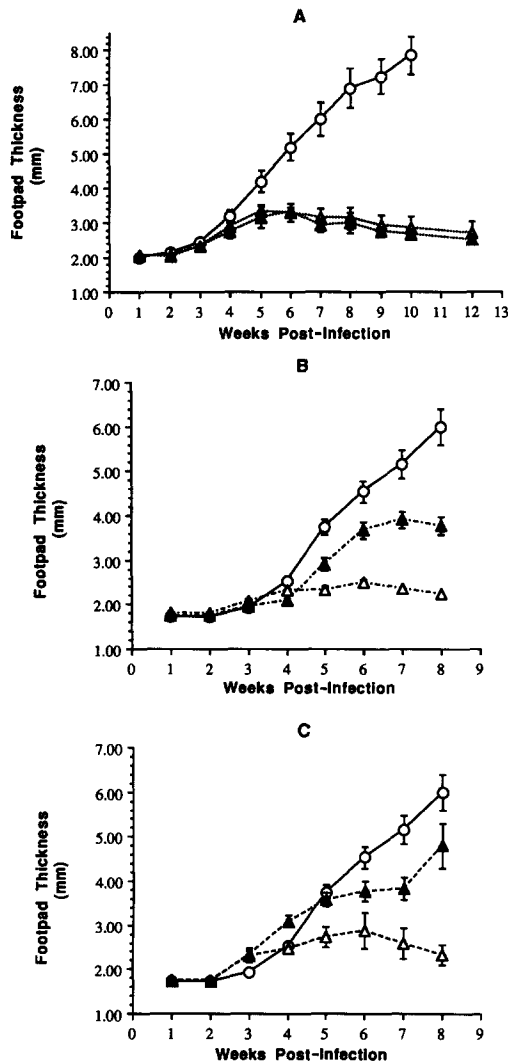 A
Footpad Thickness
(mm)
8.00
7.00
6.00
5.00
4.00
3.00
2.00
1.00
0 1 2 3 4 5 6 7 8 9 10 11 12 13
Weeks Post-Infection
B
Footpad Thickness
(mm)
7.00
6.00
5.00
4.00
3.00
2.00
1.00
0 1 2 3 4 5 6 7 8 9
Weeks Post-Infection
C
Footpad Thickness
(mm)
7.00
6.00
5.00
4.00
3.00
2.00
1.00
0 1 2 3 4 5 6 7 8 9
Weeks Post-Infection